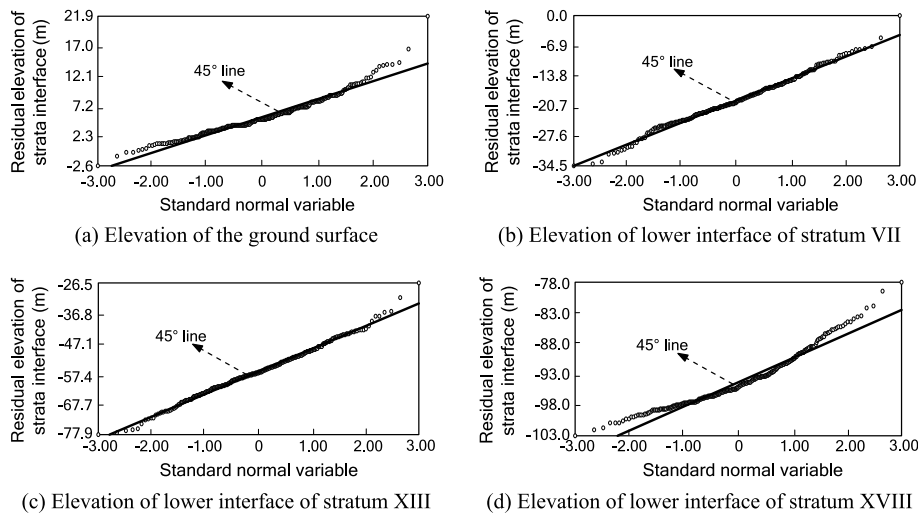 Residual elevation of
strata interface (m)
21.9
17.0
12.1
7.2
2.3
-2.6
45° line
-3.00 -2.00 -1.00 0 1.00 2.00 3.00
Standard normal variable
(a) Elevation of the ground surface
Residual elevation of
strata interface (m)
0.0
-6.9
-13.8
-20.7
-27.6
-34.5
45° line
-3.00 -2.00 -1.00 0 1.00 2.00 3.00
Standard normal variable
(b) Elevation of lower interface of stratum VII
Residual elevation of
strata interface (m)
-26.5
-36.8
-47.1
-57.4
-67.7
-77.9
45° line
-3.00 -2.00 -1.00 0 1.00 2.00 3.00
Standard normal variable
(c) Elevation of lower interface of stratum XIII
Residual elevation of
strata interface (m)
-78.0
-83.0
-88.0
-93.0
-98.0
-103.0
45° line
-3.00 -2.00 -1.00 0 1.00 2.00 3.00
Standard normal variable
(d) Elevation of lower interface of stratum XVIII